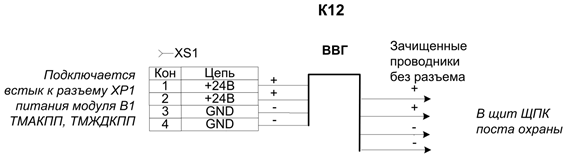 К12
XS1
ВВГ
Зачищенные
проводники
без разъема
Подключается
встык к разъему XP1
питания модуля В1
ТМАКПП, ТМЖДКПП
Кон Цепь
1 +24В +
2 +24В +
3 GND -
4 GND -
+
+
-
-
В щит ЩПК
поста охраны